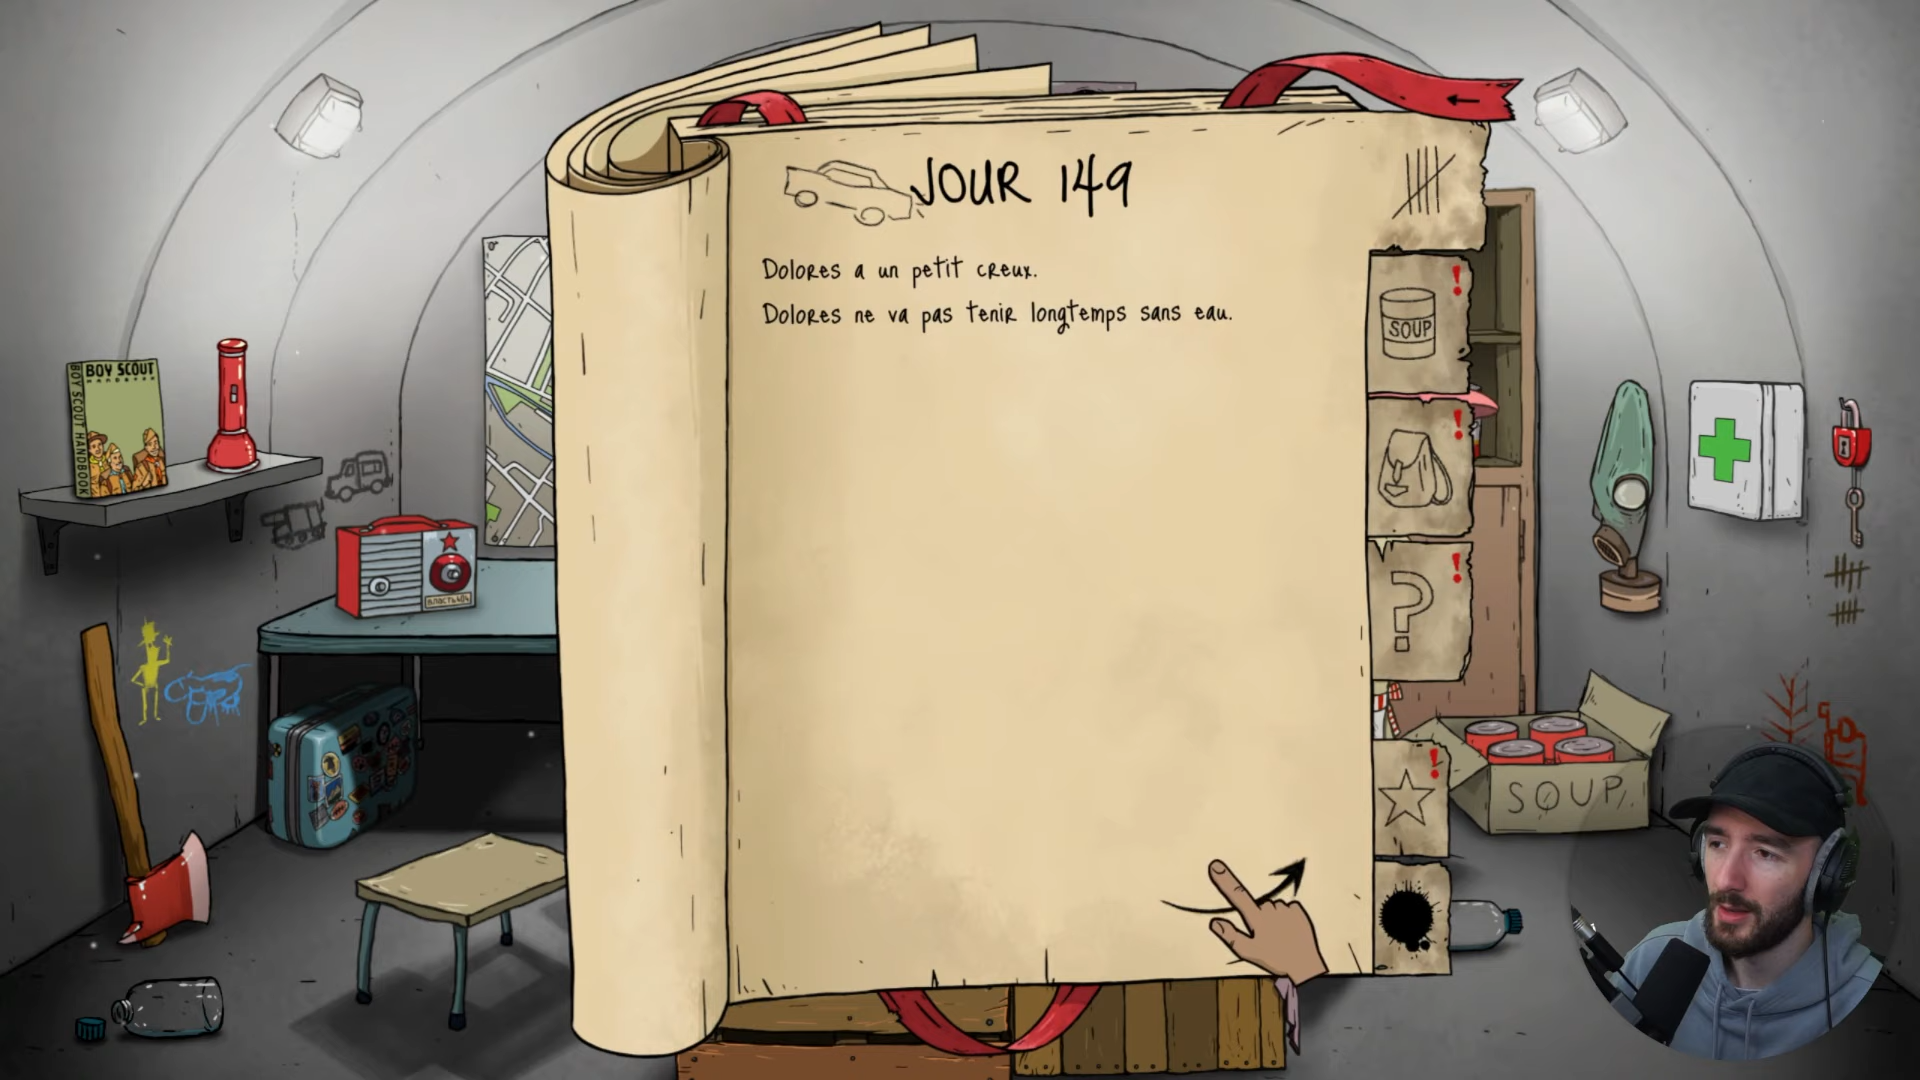 JOUR 149
Dolores a un petit creux.
Dolores ne va pas tenir longtemps sans eau.
SOUP
BOY SCOUT
HANDBOOK
BOY SCOUT HANDBOOK
SOUP